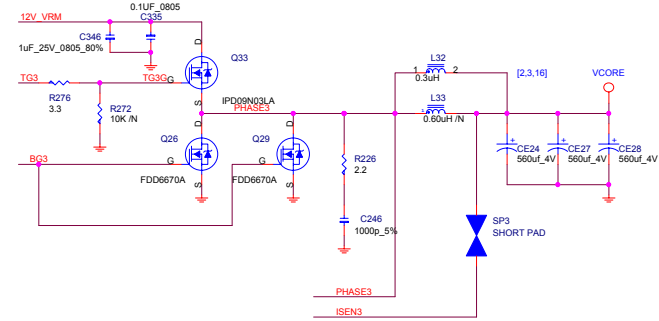 0.1UF_0805
12V_VRM
C335
C346
1uF_25V_0805_80%
D
Q33
TG3
TG3G
G
S
R276
3.3
R272
10K /N
IPD09N03LA
PHASE3
L32
1
2
0.3uH
L33
1
0.60uH /N
[2,3,16]
VCORE
D
Q26
G
S
FDD6670A
BG3
D
Q29
G
S
FDD6670A
R226
2.2
C246
1000p_5%
CE24
560uf_4V
CE27
560uf_4V
CE28
560uf_4V
SP3
SHORT PAD
PHASE3
ISEN3